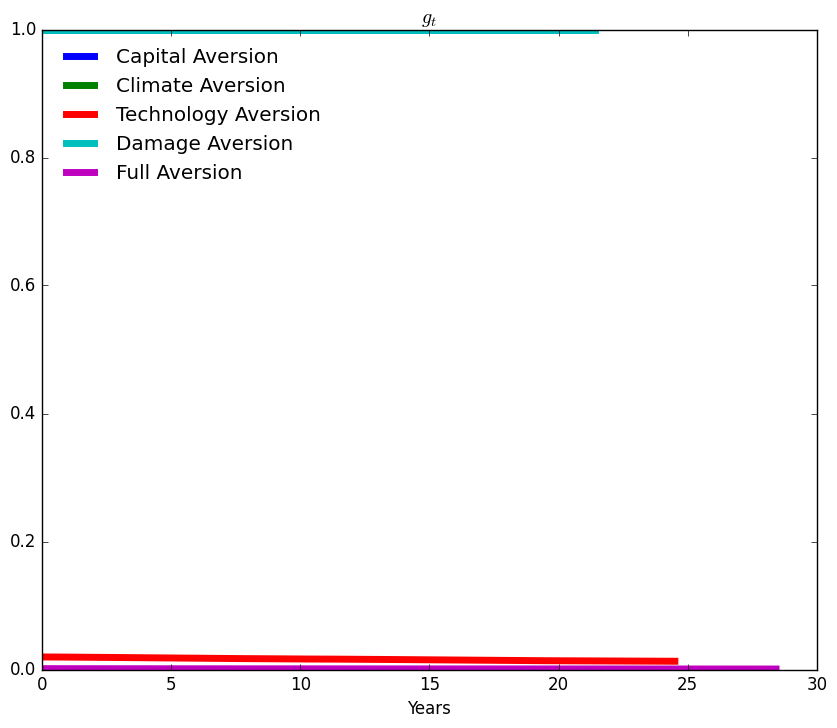 g_t
1.0
Capital Aversion
Climate Aversion
Technology Aversion
Damage Aversion
Full Aversion
0.8
0.6
0.4
0.2
0.0
0 5 10 15 20 25 30
Years